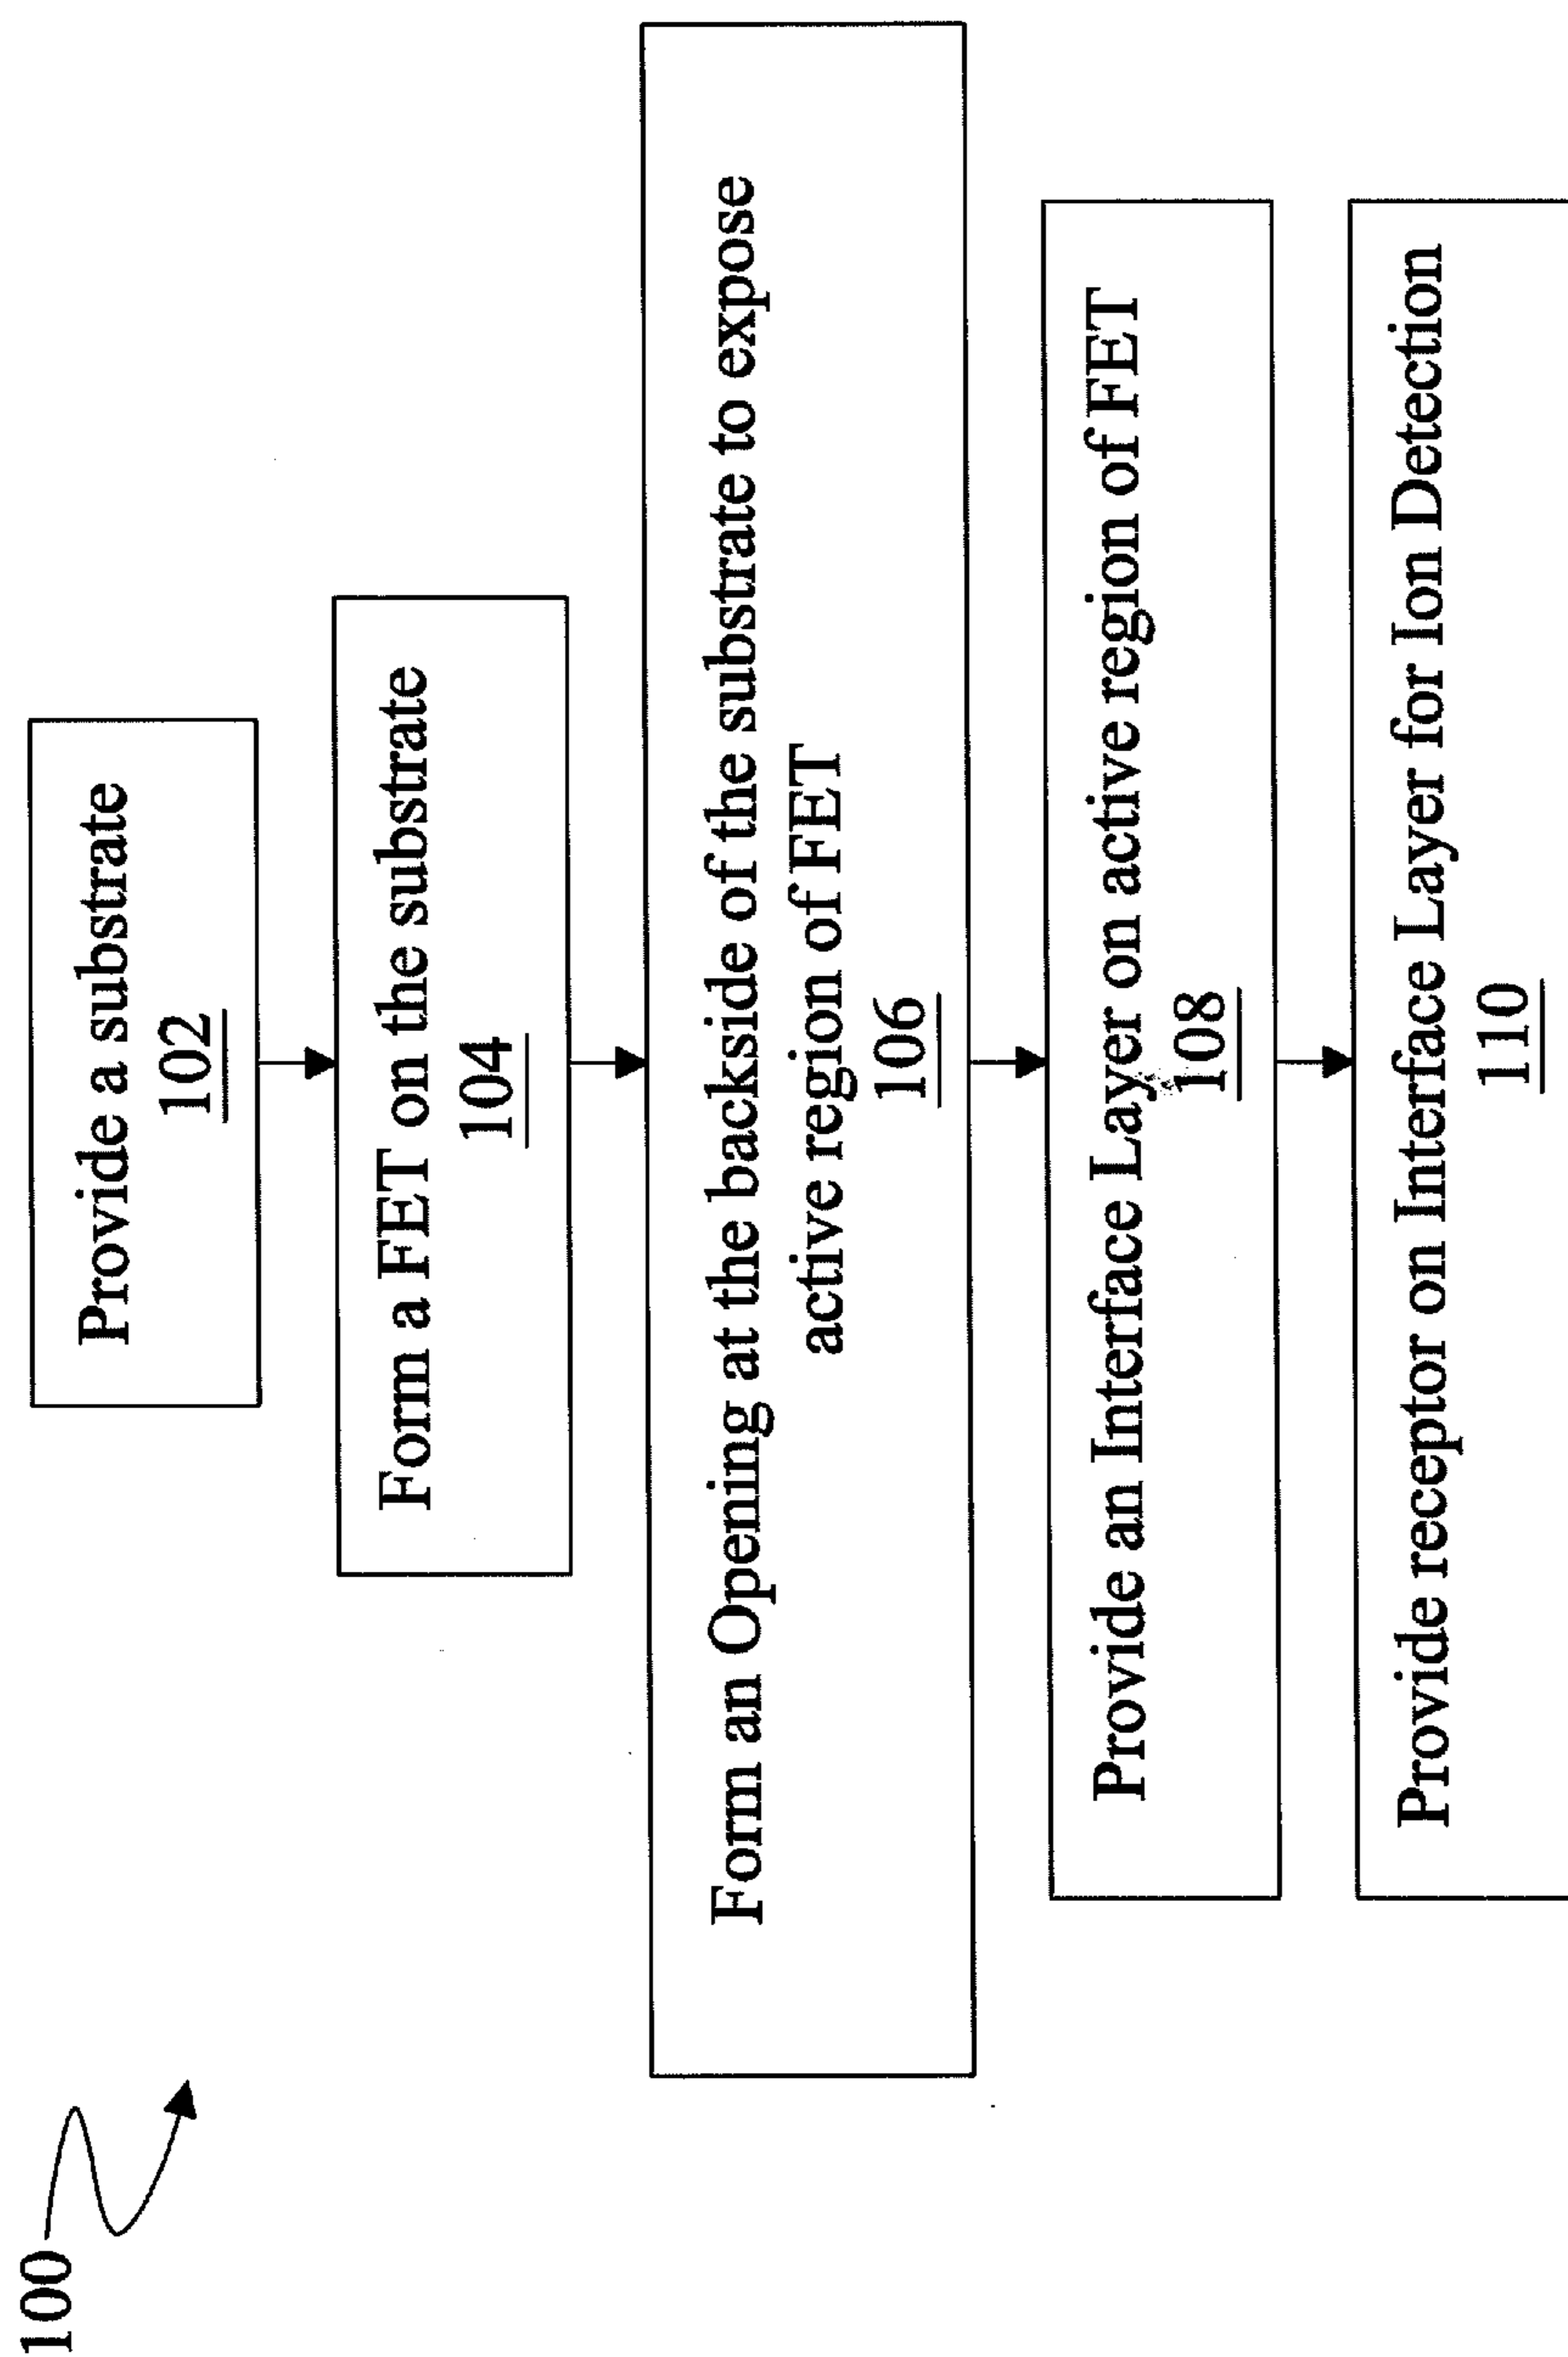 100
Provide a substrate
102
Form a FET on the substrate
104
Form an Opening at the backside of the substrate to expose
active region of FET
106
Provide an Interface Layer on active region of FET
108
Provide receptor on Interface Layer for Ion Detection
110